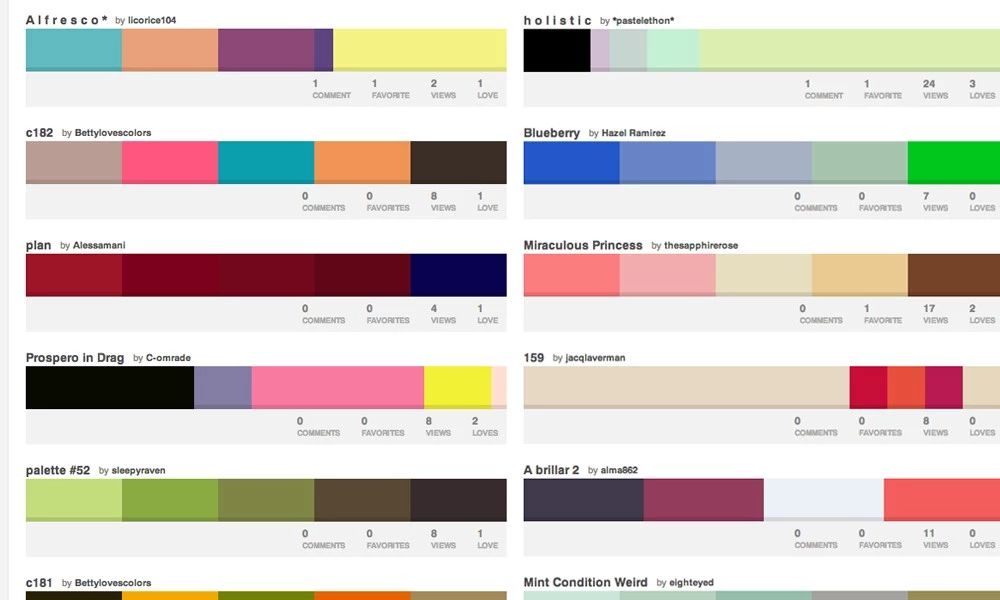 A l f r e s c o * by licorice104
1 1 2 1
COMMENT FAVORITE VIEWS LOVE
h o l i s t i c by *pastelethon*
1 1 24 3
COMMENT FAVORITE VIEWS LOVES
c182 by Bettylovescolors
0 0 8 1
COMMENTS FAVORITES VIEWS LOVE
Blueberry by Hazel Ramirez
0 0 7 0
COMMENTS FAVORITES VIEWS LOVES
plan by Alessamani
0 0 4 1
COMMENTS FAVORITES VIEWS LOVE
Miraculous Princess by thesapphirerose
0 1 17 2
COMMENTS FAVORITE VIEWS LOVES
Prospero in Drag by C-omrade
0 0 8 2
COMMENTS FAVORITES VIEWS LOVES
159 by jacqlaverman
0 0 8 0
COMMENTS FAVORITES VIEWS LOVES
palette #52 by sleepyraven
0 0 8 1
COMMENTS FAVORITES VIEWS LOVE
A brillar 2 by alma862
0 0 11 0
COMMENTS FAVORITES VIEWS LOVES
c181 by Bettylovescolors
Mint Condition Weird by eighteyed